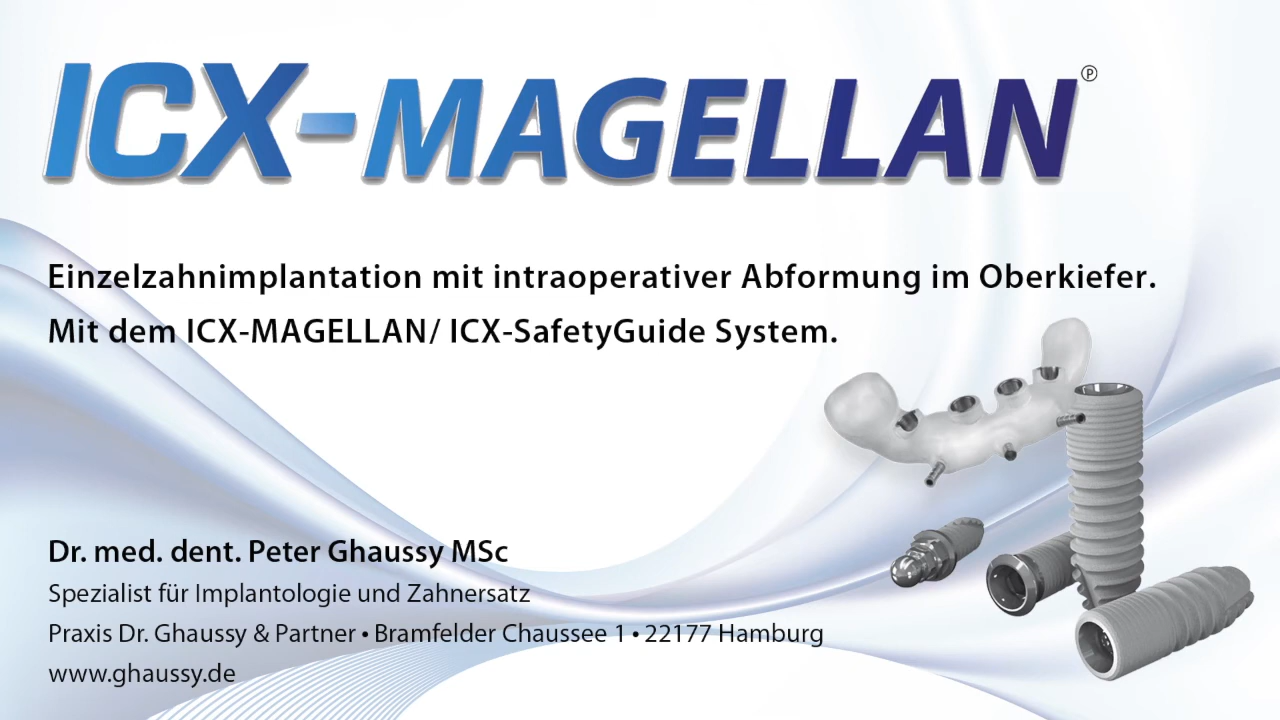 ICX-MAGELLAN℗
Einzelzahnimplantation mit intraoperativer Abformung im Oberkiefer.
Mit dem ICX-MAGELLAN/ ICX-SafetyGuide System.
Dr. med. dent. Peter Ghaussy MSc
Spezialist für Implantologie und Zahnersatz
Praxis Dr. Ghaussy & Partner • Bramfelder Chaussee 1 • 22177 Hamburg
www.ghaussy.de